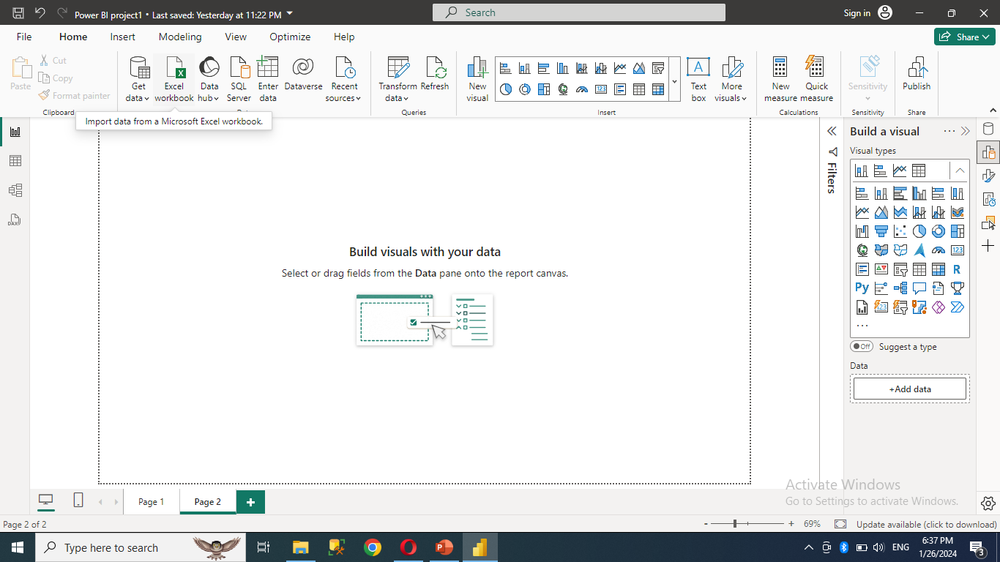 Power BI project1 • Last saved: Yesterday at 11:22 PM
Search
Sign in
File
Home
Insert
Modeling
View
Optimize
Help
Share
Paste
Cut
Copy
Format painter
Clipboard
Get data
Excel workbook
Data hub
SQL Server
Enter data
Dataverse
Recent sources
Transform data
Refresh
Queries
New visual
Text box
More visuals
Insert
New measure
Quick measure
Calculations
Sensitivity
Sensitivity
Publish
Share
Import data from a Microsoft Excel workbook.
DAX
Build visuals with your data
Select or drag fields from the Data pane onto the report canvas.
Filters
Build a visual
Visual types
123
R
Py
123
Off
Suggest a type
Data
+Add data
Activate Windows
Go to Settings to activate Windows.
Page 1
Page 2
Page 2 of 2
- + 69%
Update available (click to download)
Type here to search
ENG
6:37 PM
1/26/2024
3